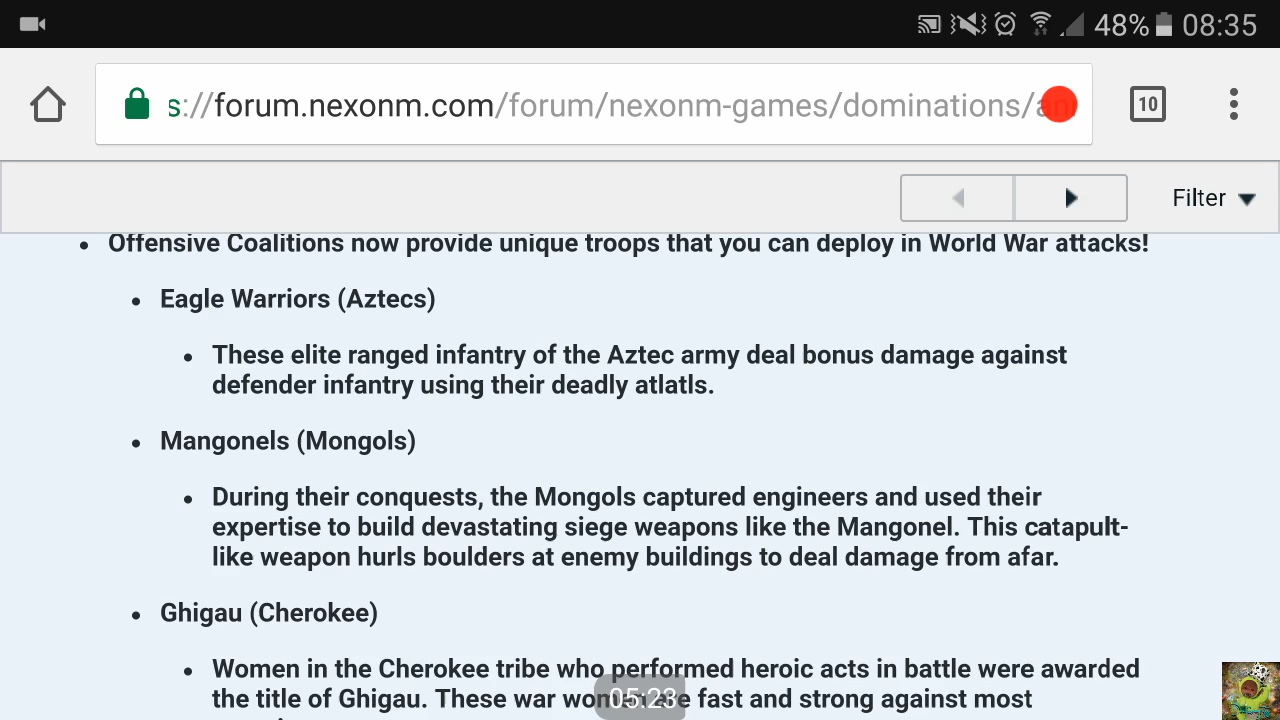 48% 08:35
s://forum.nexonm.com/forum/nexonm-games/dominations/
10
Filter
Offensive Coalitions now provide unique troops that you can deploy in World War attacks!
Eagle Warriors (Aztecs)
These elite ranged infantry of the Aztec army deal bonus damage against
defender infantry using their deadly atlatls.
Mangonels (Mongols)
During their conquests, the Mongols captured engineers and used their
expertise to build devastating siege weapons like the Mangonel. This catapult-
like weapon hurls boulders at enemy buildings to deal damage from afar.
Ghigau (Cherokee)
Women in the Cherokee tribe who performed heroic acts in battle were awarded
the title of Ghigau. These war fast and strong against most
05:23